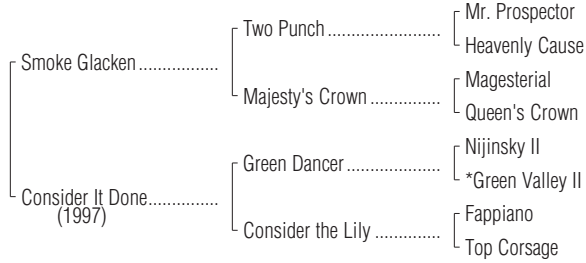 Mr. Prospector
Two Punch
Heavenly Cause
Smoke Glacken
Magesterial
Majesty's Crown
Queen's Crown
Nijinsky II
Green Dancer
*Green Valley II
Consider It Done
(1997)
Fappiano
Consider the Lily
Top Corsage